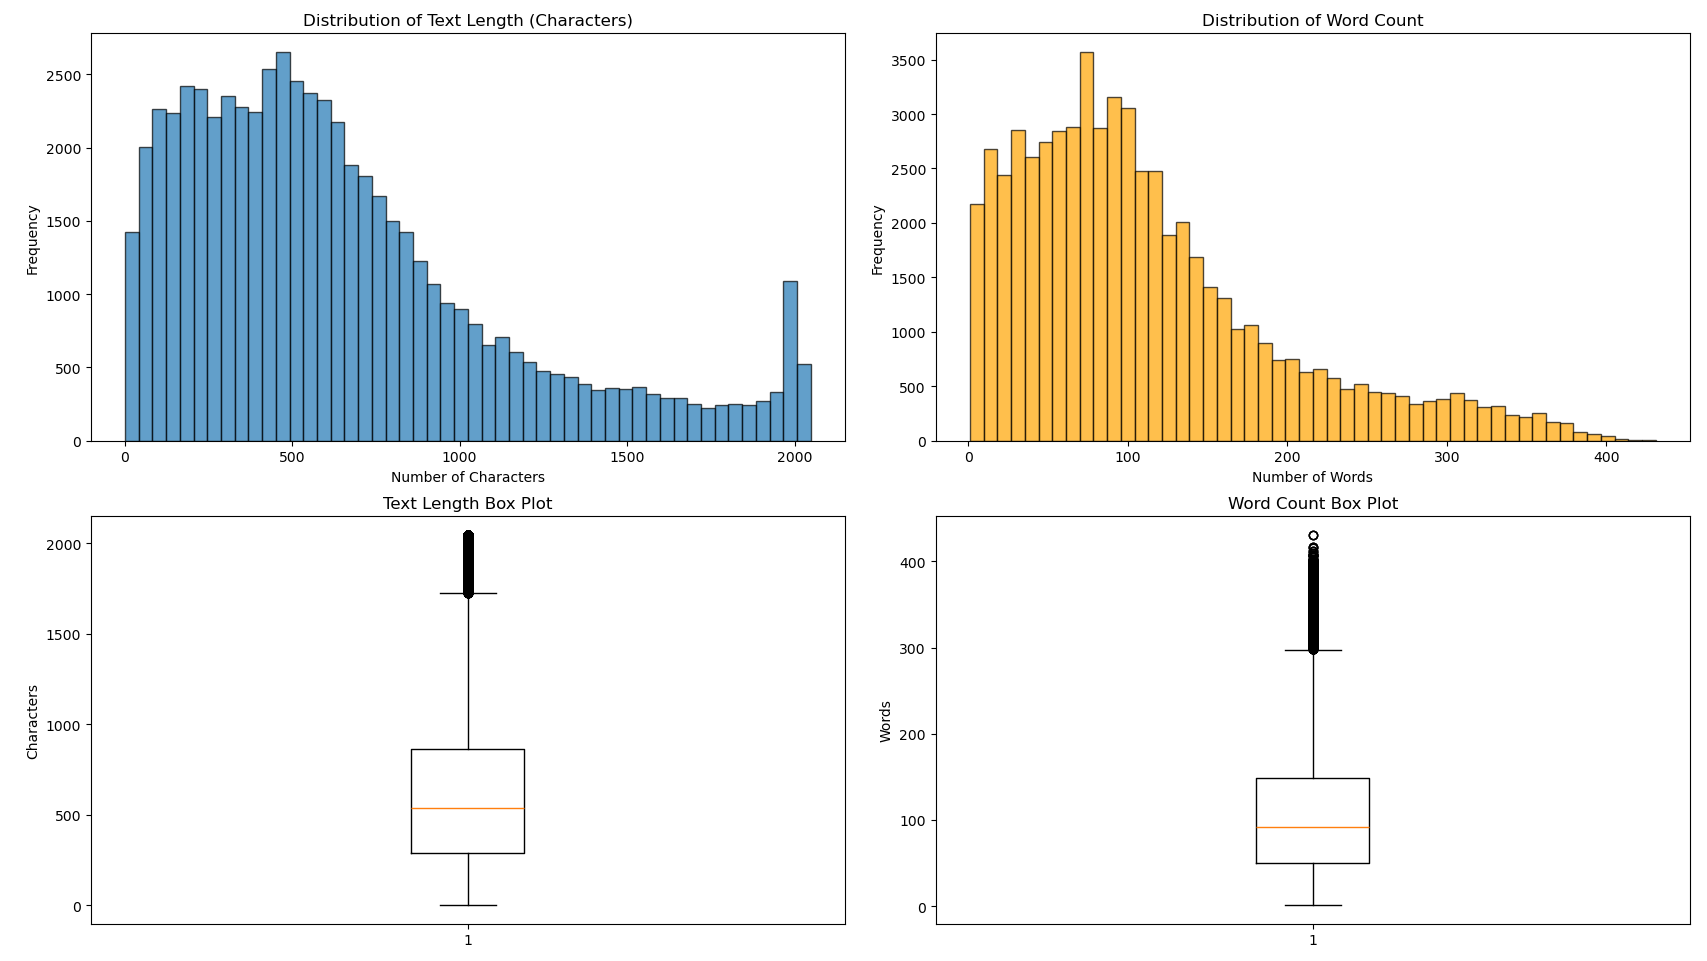 Distribution of Text Length (Characters)
Frequency
2500
2000
1500
1000
500
0
0 500 1000 1500 2000
Number of Characters
Distribution of Word Count
Frequency
3500
3000
2500
2000
1500
1000
500
0
0 100 200 300 400
Number of Words
Text Length Box Plot
Characters
2000
1500
1000
500
0
1
Word Count Box Plot
Words
400
300
200
100
0
1